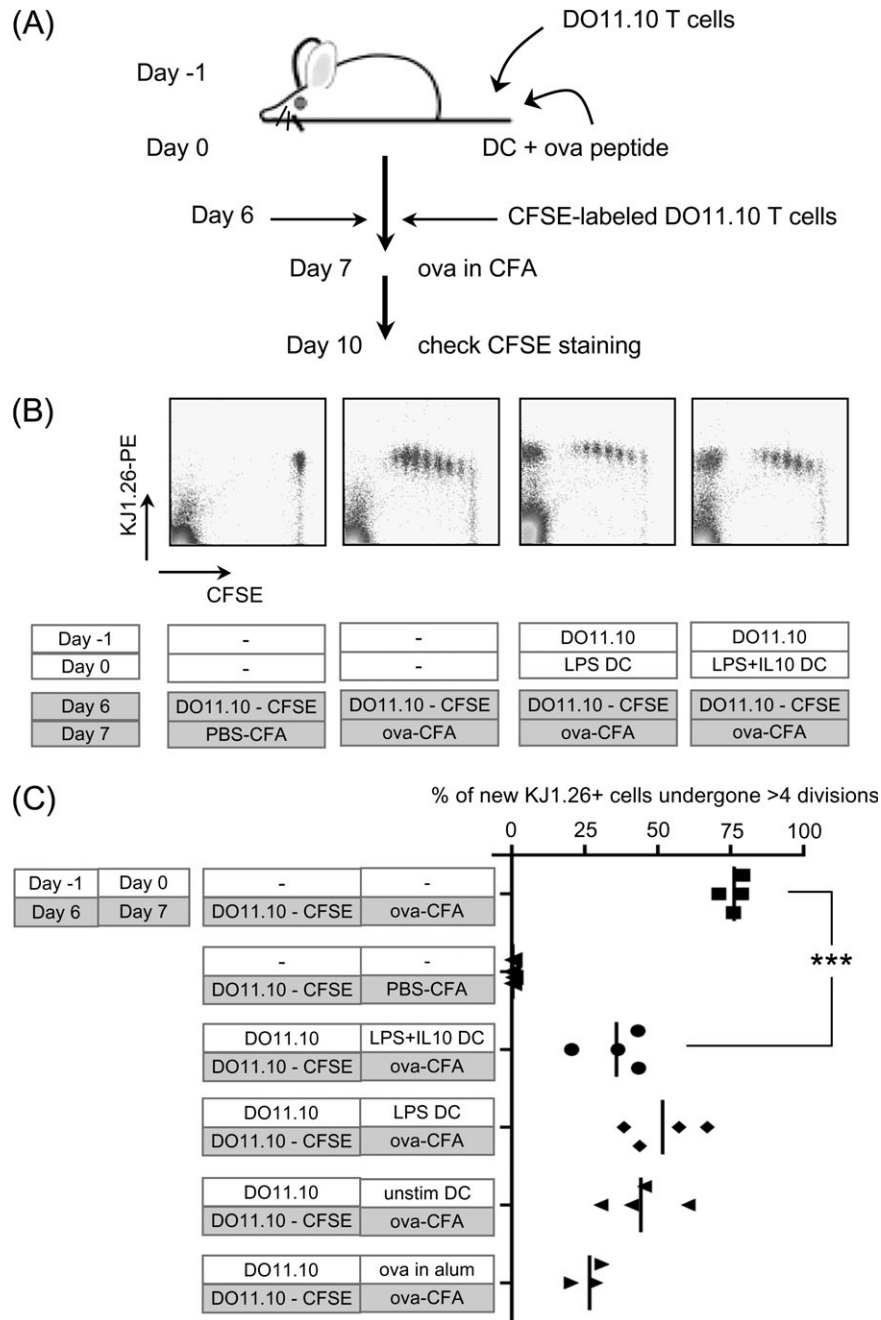 (A)
DO11.10 T cells
Day -1
Day 0
DC + ova peptide
Day 6
CFSE-labeled DO11.10 T cells
Day 7 ova in CFA
Day 10 check CFSE staining
(B)
KJ1.26-PE
CFSE
Day -1 - - DO11.10 DO11.10
Day 0 - - LPS DC LPS+IL10 DC
Day 6 DO11.10 - CFSE DO11.10 - CFSE DO11.10 - CFSE DO11.10 - CFSE
Day 7 PBS-CFA ova-CFA ova-CFA ova-CFA
(C)
% of new KJ1.26+ cells undergone >4 divisions
0 25 50 75 100
Day -1 Day 0 - -
Day 6 Day 7 DO11.10 - CFSE ova-CFA
- -
DO11.10 - CFSE PBS-CFA
***
DO11.10 LPS+IL10 DC
DO11.10 - CFSE ova-CFA
DO11.10 LPS DC
DO11.10 - CFSE ova-CFA
DO11.10 unstim DC
DO11.10 - CFSE ova-CFA
DO11.10 ova in alum
DO11.10 - CFSE ova-CFA